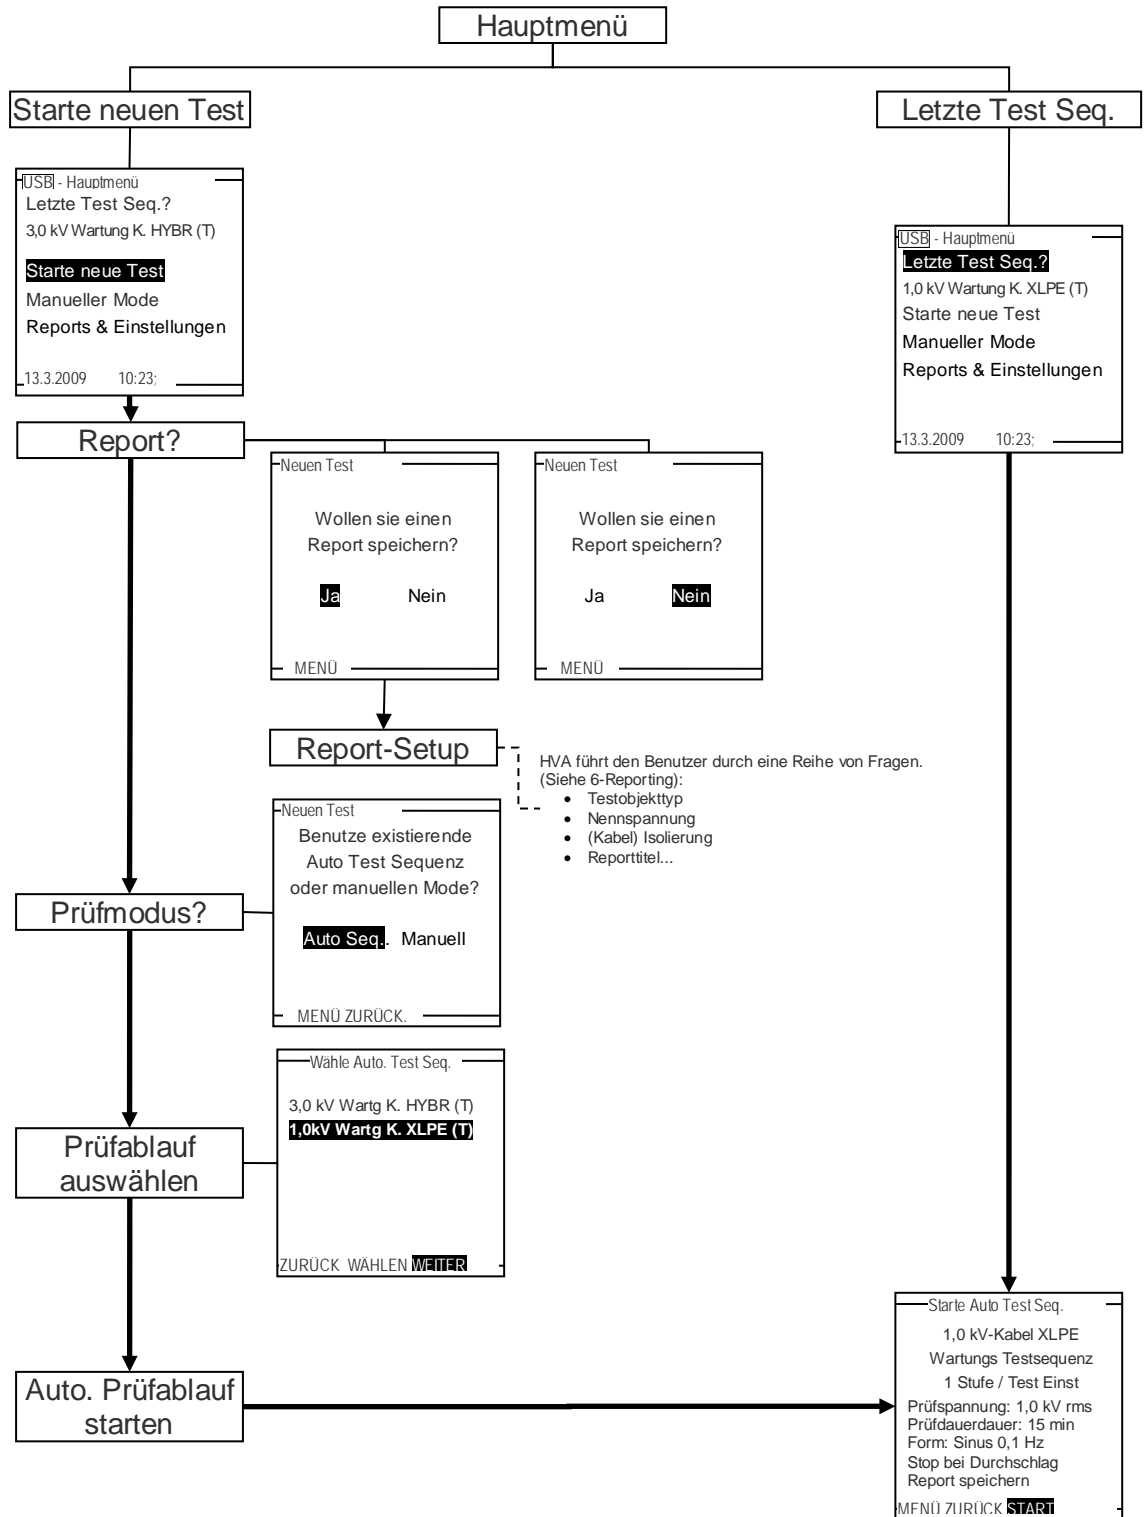 Hauptmenü
Starte neuen Test
Letzte Test Seq.
USB - Hauptmenü
Letzte Test Seq.?
3,0 kV Wartung K. HYBR (T)
Starte neue Test
Manueller Mode
Reports & Einstellungen
13.3.2009 10:23;
USB - Hauptmenü
Letzte Test Seq.?
1,0 kV Wartung K. XLPE (T)
Starte neue Test
Manueller Mode
Reports & Einstellungen
13.3.2009 10:23;
Report?
Neuen Test
Wollen sie einen
Report speichern?
Ja Nein
MENÜ
Neuen Test
Wollen sie einen
Report speichern?
Ja Nein
MENÜ
Report-Setup
HVA führt den Benutzer durch eine Reihe von Fragen.
(Siehe 6-Reporting):
• Testobjekttyp
• Nennspannung
• (Kabel) Isolierung
• Reporttitel...
Neuen Test
Benutze existierende
Auto Test Sequenz
oder manuellen Mode?
Auto Seq.. Manuell
MENÜ ZURÜCK.
Prüfmodus?
Wähle Auto. Test Seq.
3,0 kV Wartg K. HYBR (T)
1,0kV Wartg K. XLPE (T)
ZURÜCK WÄHLEN WEITER
Prüfablauf
auswählen
Auto. Prüfablauf
starten
Starte Auto Test Seq.
1,0 kV-Kabel XLPE
Wartungs Testsequenz
1 Stufe / Test Einst
Prüfspannung: 1,0 kV rms
Prüfdauerdauer: 15 min
Form: Sinus 0,1 Hz
Stop bei Durchschlag
Report speichern
MENÜ ZURÜCK START